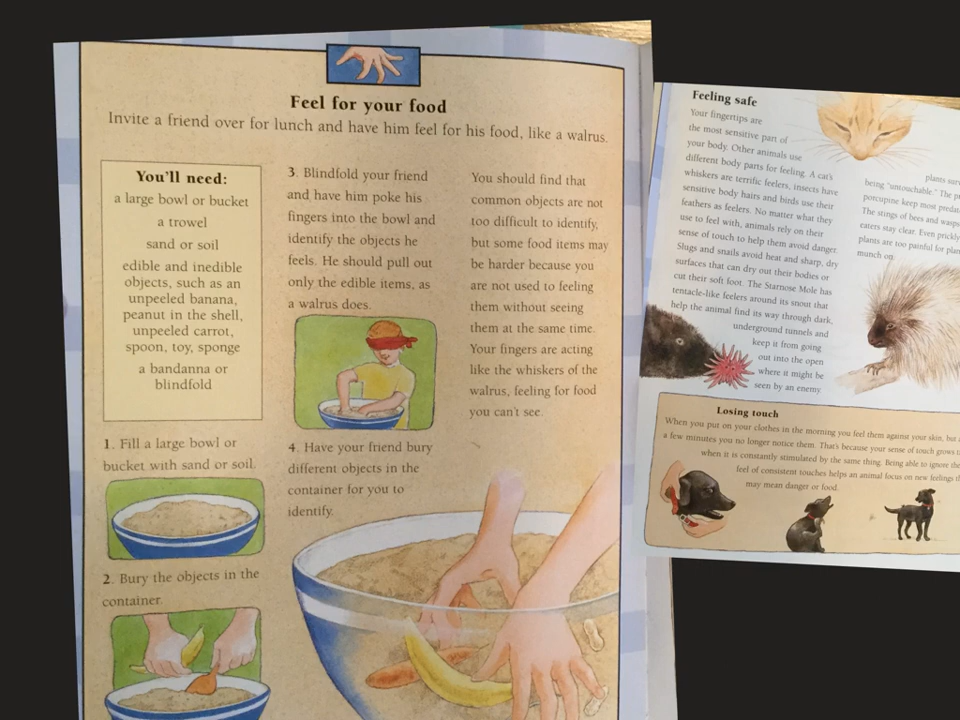 Feel for your food
Invite a friend over for lunch and have him feel for his food, like a walrus.
You'll need:
a large bowl or bucket
a trowel
sand or soil
edible and inedible
objects, such as an
unpeeled banana,
peanut in the shell,
unpeeled carrot,
spoon, toy, sponge
a bandanna or
blindfold
1. Fill a large bowl or
bucket with sand or soil.
2. Bury the objects in the
container.
3. Blindfold your friend
and have him poke his
fingers into the bowl and
identify the objects he
feels. He should pull out
only the edible items, as
a walrus does.
4. Have your friend bury
different objects in the
container for you to
identify.
You should find that
common objects are not
too difficult to identify,
but some food items may
be harder because you
are not used to feeling
them without seeing
them at the same time.
Your fingers are acting
like the whiskers of the
walrus, feeling for food
you can't see.
Feeling safe
Your fingertips are
the most sensitive part of
your body. Other animals use
different body parts for feeling. A cat's
whiskers are terrific feelers, insects have
sensitive body hairs and birds use their
feathers as feelers. No matter what they
use to feel with, animals rely on their
sense of touch to help them avoid danger.
Slugs and snails avoid heat and sharp, dry
surfaces that can dry out their bodies or
cut their soft foot. The Starnose Mole has
tentacle-like feelers around its snout that
help the animal find its way through dark,
underground tunnels and
keep it from going
out into the open
where it might be
seen by an enemy.
plants
being "untouchable." The
porcupine keep most
The stings of bees and
eaters stay clear. Even prickly
plants are too painful for
munch on.
Losing touch
When you put on your clothes in the morning you feel them against your skin, but
a few minutes you no longer notice them. That's because your sense of touch grows
when it is constantly stimulated by the same thing. Being able to ignore the
feel of consistent touches helps an animal focus on new feelings
may mean danger or food.